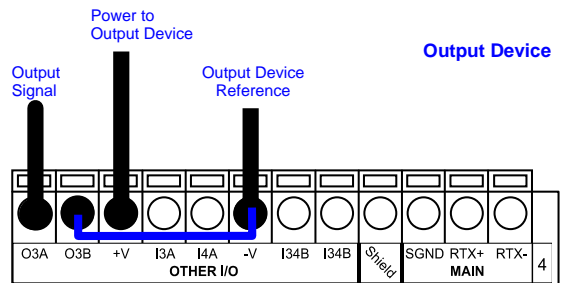 Power to
Output Device
Output Device
Output
Signal
Output Device
Reference
O3A O3B +V I3A I4A -V I34B I34B Shield SGND RTX+ RTX- 4
OTHER I/O MAIN